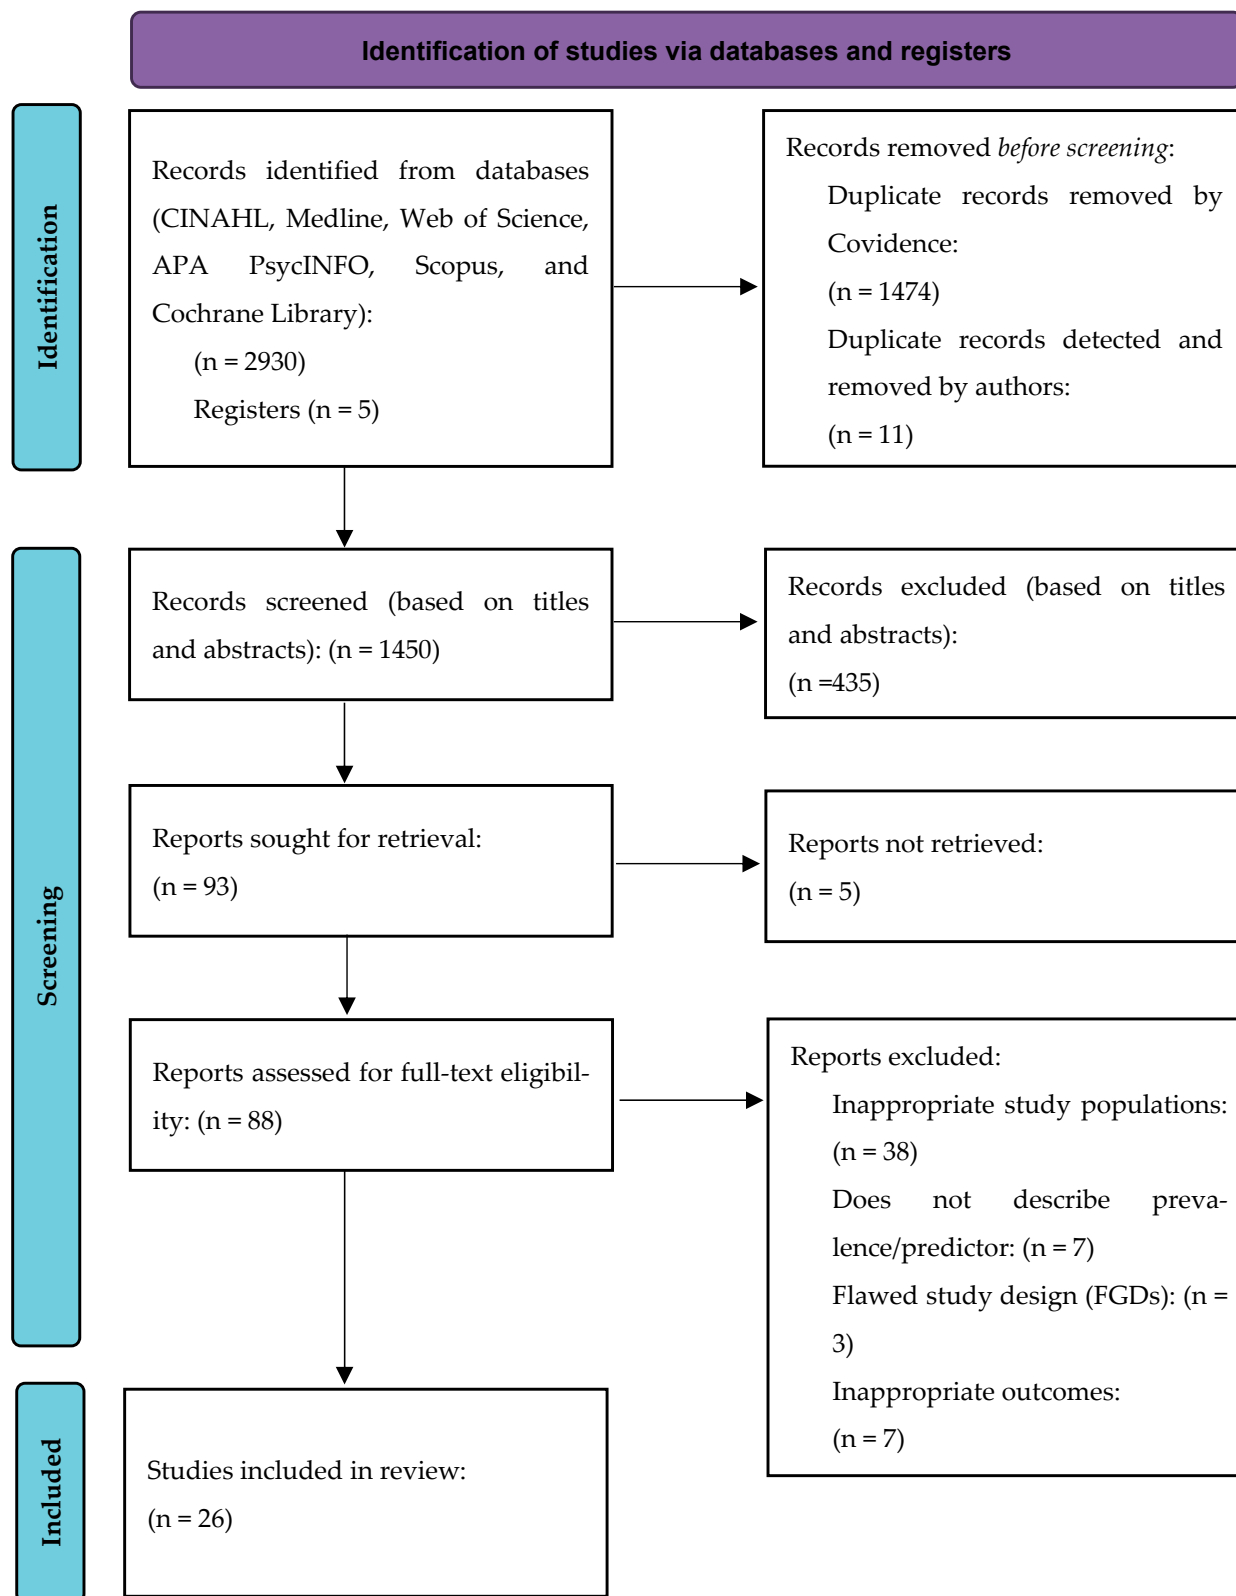 Identification of studies via databases and registers
Identification
Records identified from databases
(CINAHL, Medline, Web of Science,
APA PsycINFO, Scopus, and
Cochrane Library):
(n = 2930)
Registers (n = 5)
Records removed before screening:
Duplicate records removed by
Covidence:
(n = 1474)
Duplicate records detected and
removed by authors:
(n = 11)
Screening
Records screened (based on titles
and abstracts): (n = 1450)
Records excluded (based on titles
and abstracts):
(n =435)
Reports sought for retrieval:
(n = 93)
Reports not retrieved:
(n = 5)
Reports assessed for full-text eligibil-
ity: (n = 88)
Reports excluded:
Inappropriate study populations:
(n = 38)
Does not describe preva-
lence/predictor: (n = 7)
Flawed study design (FGDs): (n =
3)
Inappropriate outcomes:
(n = 7)
Included
Studies included in review:
(n = 26)